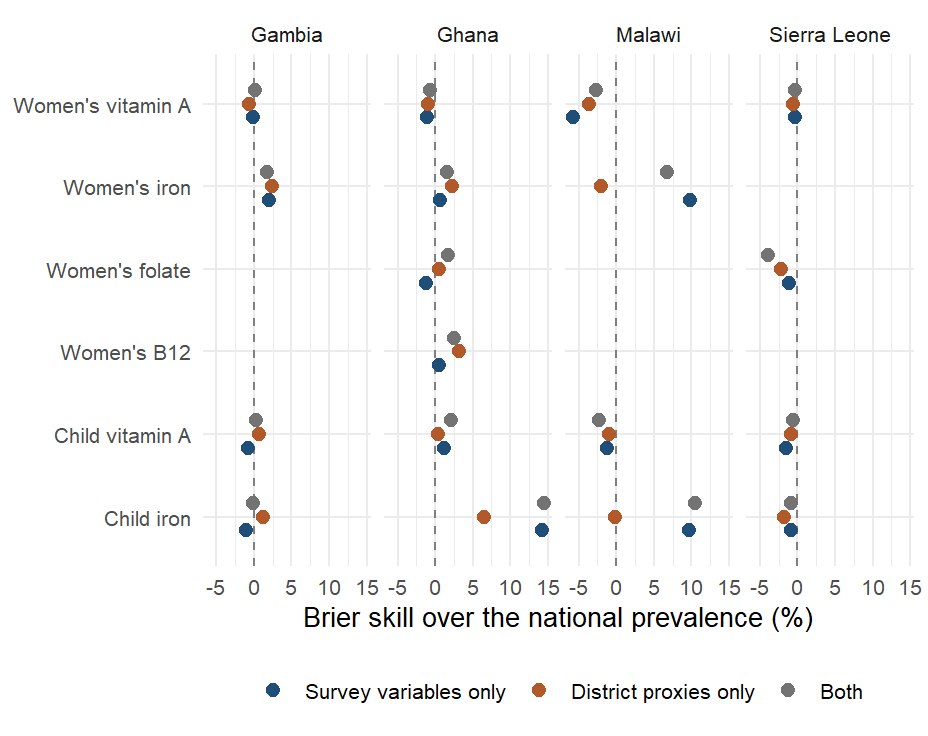 Gambia Ghana Malawi Sierra Leone
Women's vitamin A
Women's iron
Women's folate
Women's B12
Child vitamin A
Child iron
-5 0 5 10 15 -5 0 5 10 15 -5 0 5 10 15 -5 0 5 10 15
Brier skill over the national prevalence (%)
Survey variables only District proxies only Both